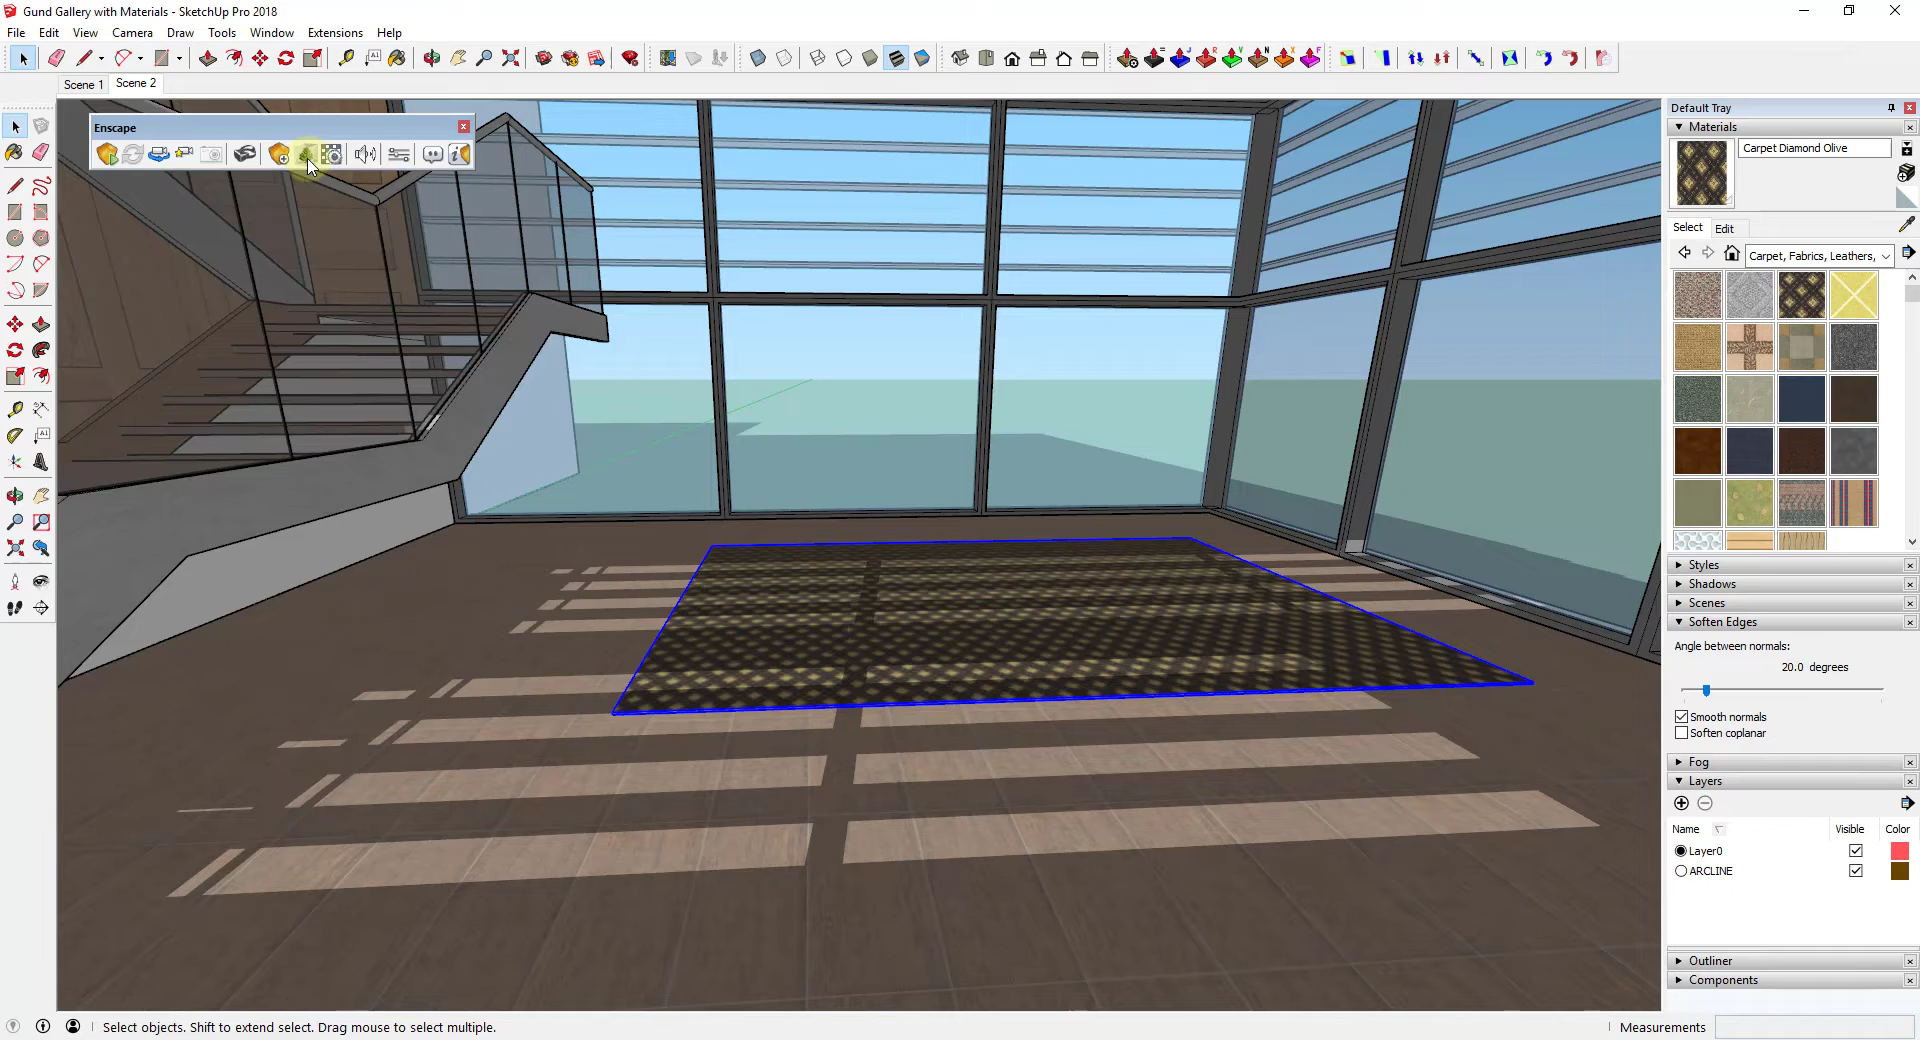 Gund Gallery with Materials - SketchUp Pro 2018
File Edit View Camera Draw Tools Window Extensions Help
Scene 1 Scene 2
Enscape
Default Tray
Materials
Carpet Diamond Olive
Select Edit
Carpet, Fabrics, Leathers,
Styles
Shadows
Scenes
Soften Edges
Angle between normals:
20.0 degrees
Smooth normals
Soften coplanar
Fog
Layers
Name Visible Color
Layer0
ARCLINE
Outliner
Components
Select objects. Shift to extend select. Drag mouse to select multiple.
Measurements